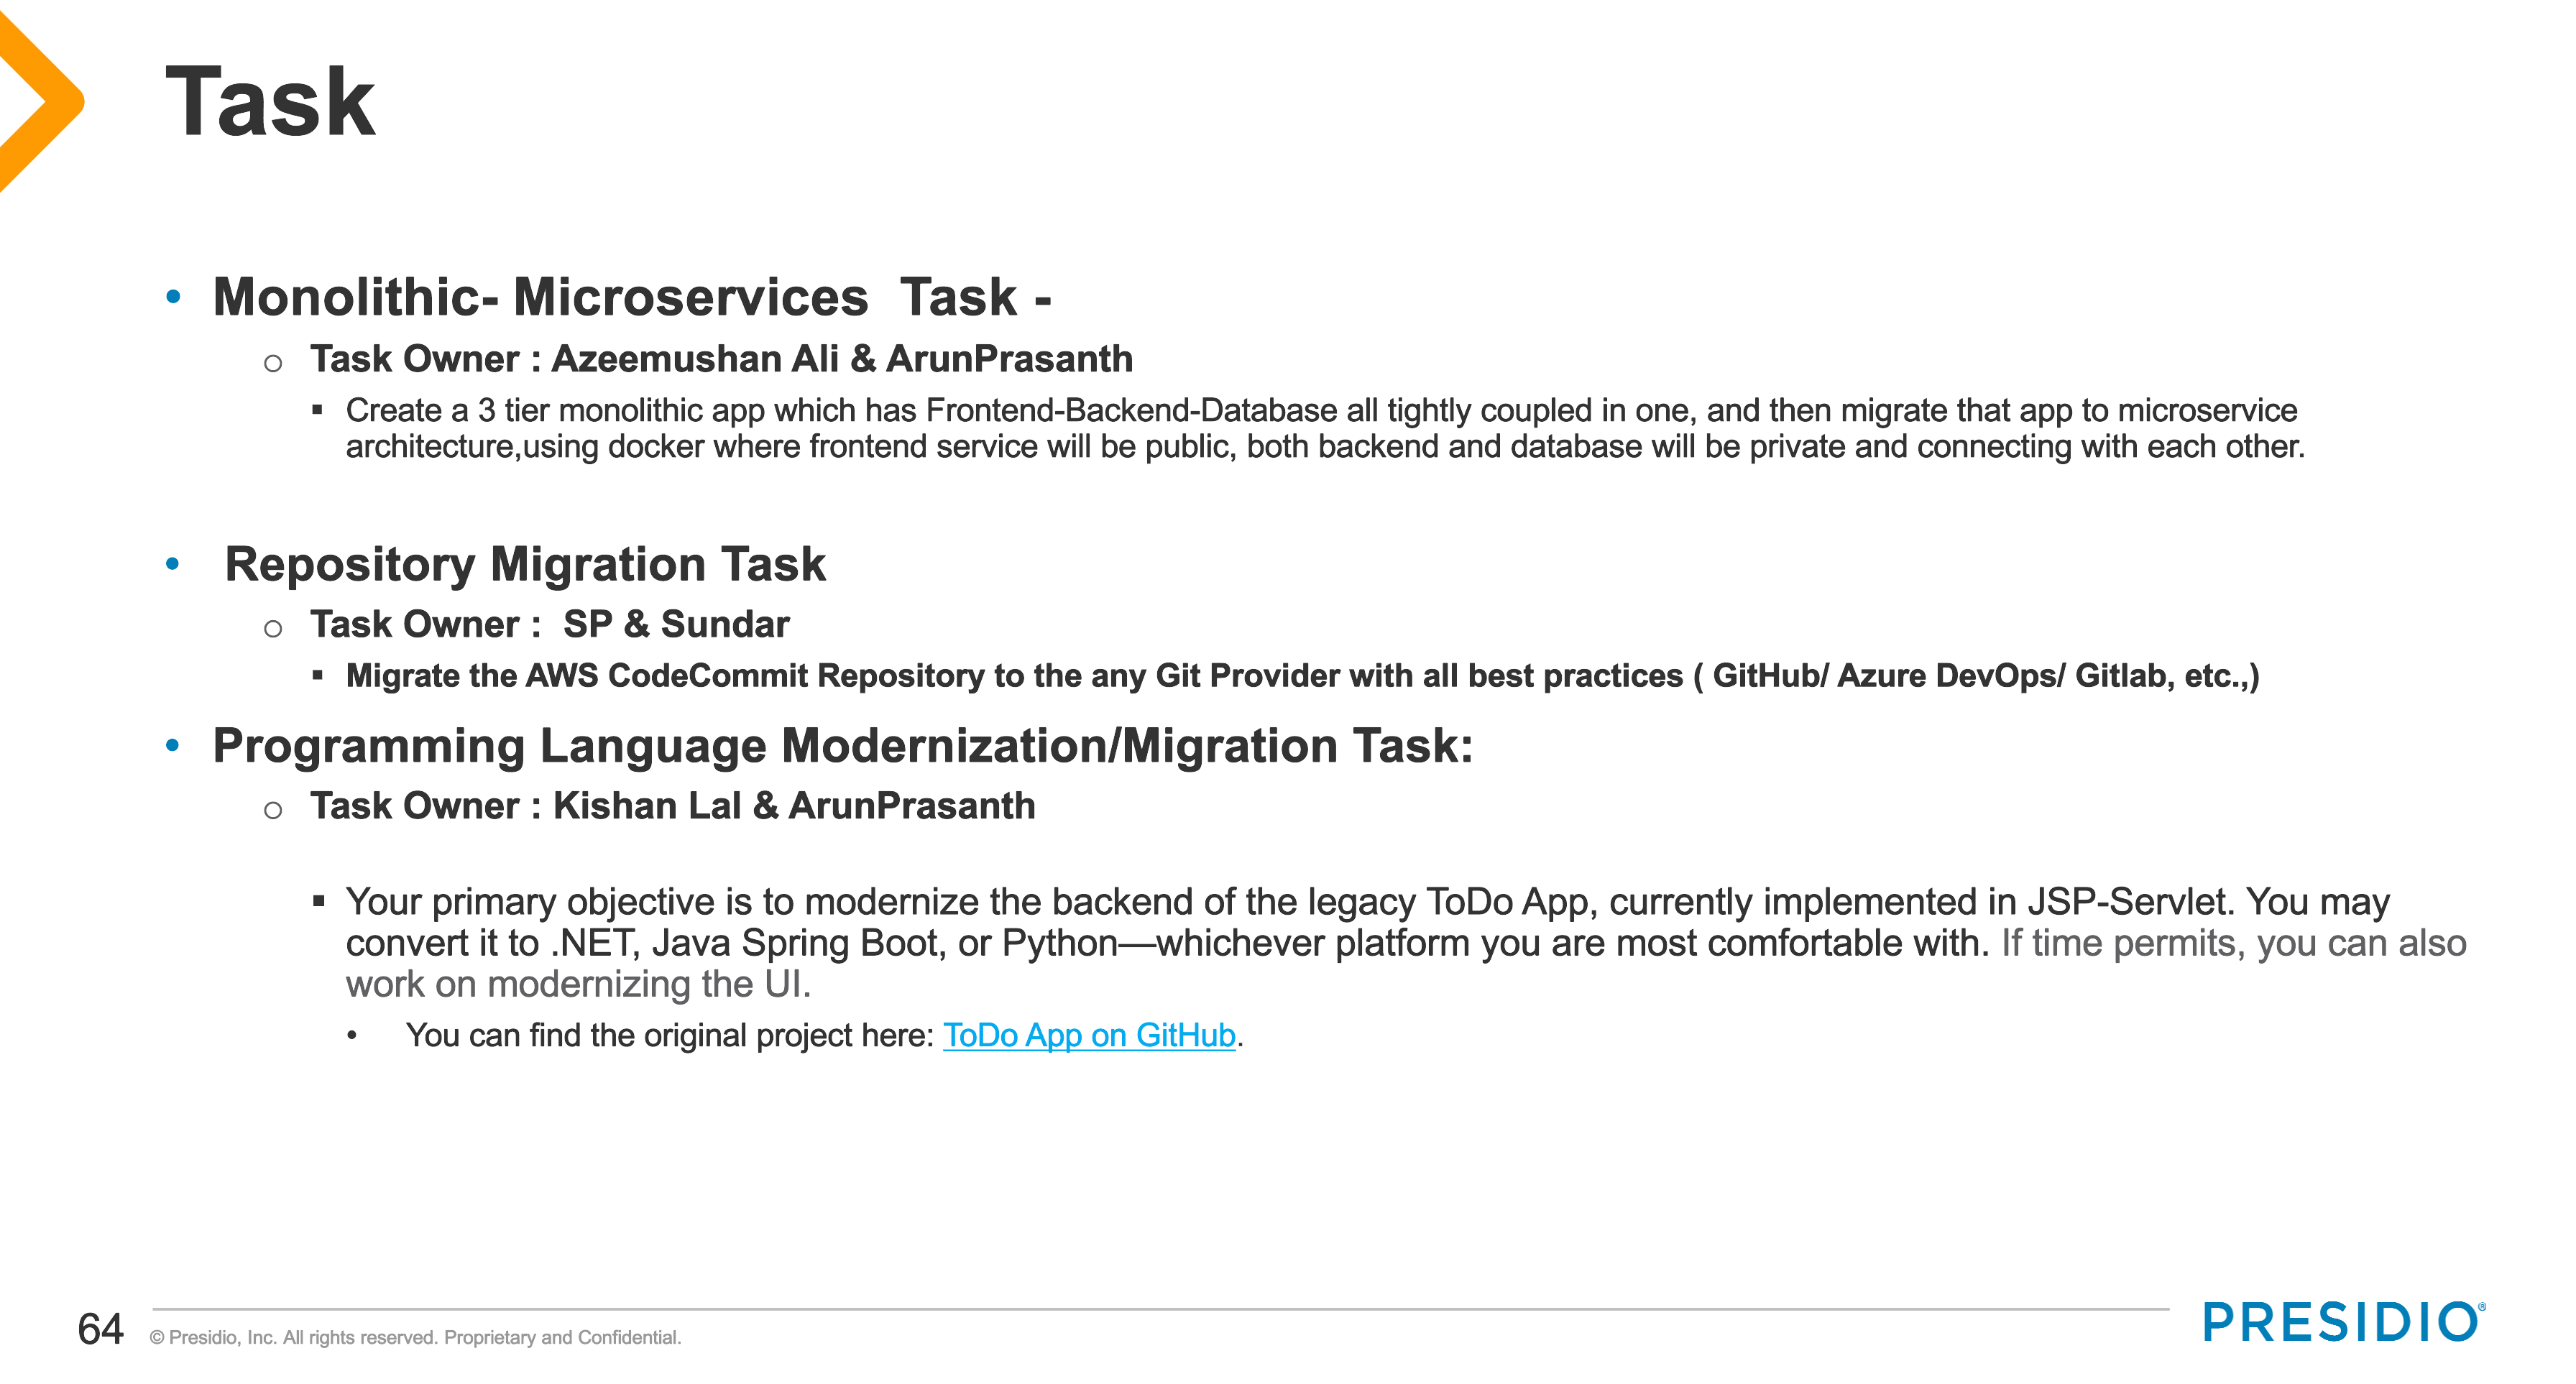 Task
• Monolithic- Microservices  Task -
o Task Owner : Azeemushan Ali & ArunPrasanth
▪ Create a 3 tier monolithic app which has Frontend-Backend-Database all tightly coupled in one, and then migrate that app to microservice
architecture,using docker where frontend service will be public, both backend and database will be private and connecting with each other.
• Repository Migration Task
o Task Owner :  SP & Sundar
▪ Migrate the AWS CodeCommit Repository to the any Git Provider with all best practices ( GitHub/ Azure DevOps/ Gitlab, etc.,)
• Programming Language Modernization/Migration Task:
o Task Owner : Kishan Lal & ArunPrasanth
▪ Your primary objective is to modernize the backend of the legacy ToDo App, currently implemented in JSP-Servlet. You may
convert it to .NET, Java Spring Boot, or Python—whichever platform you are most comfortable with. If time permits, you can also
work on modernizing the UI.
• You can find the original project here: ToDo App on GitHub.
64 © Presidio, Inc. All rights reserved. Proprietary and Confidential.
PRESIDIO®